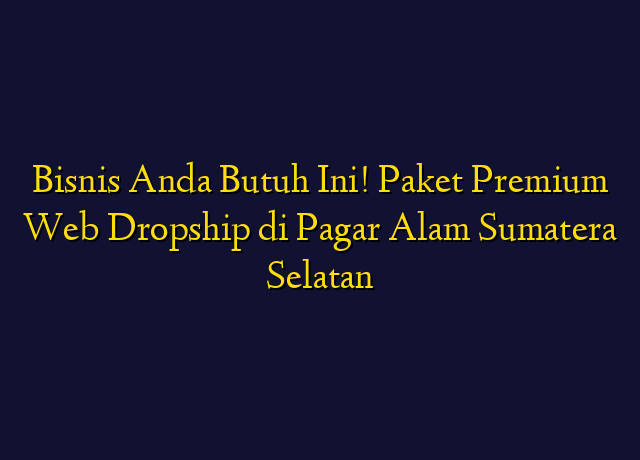 Bisnis Anda Butuh Ini! Paket Premium
Web Dropship di Pagar Alam Sumatera
Selatan